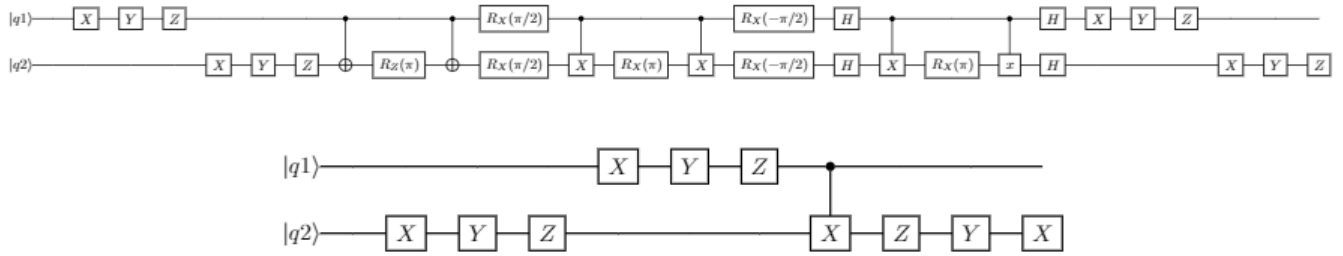 |q1⟩ X Y Z R_X(π/2) R_X(−π/2) H H X Y Z
|q2⟩ X Y Z R_Z(π) R_X(π/2) X R_X(π) X R_X(−π/2) H X R_X(π) x H X Y Z
|q1⟩ X Y Z
|q2⟩ X Y Z X Z Y X